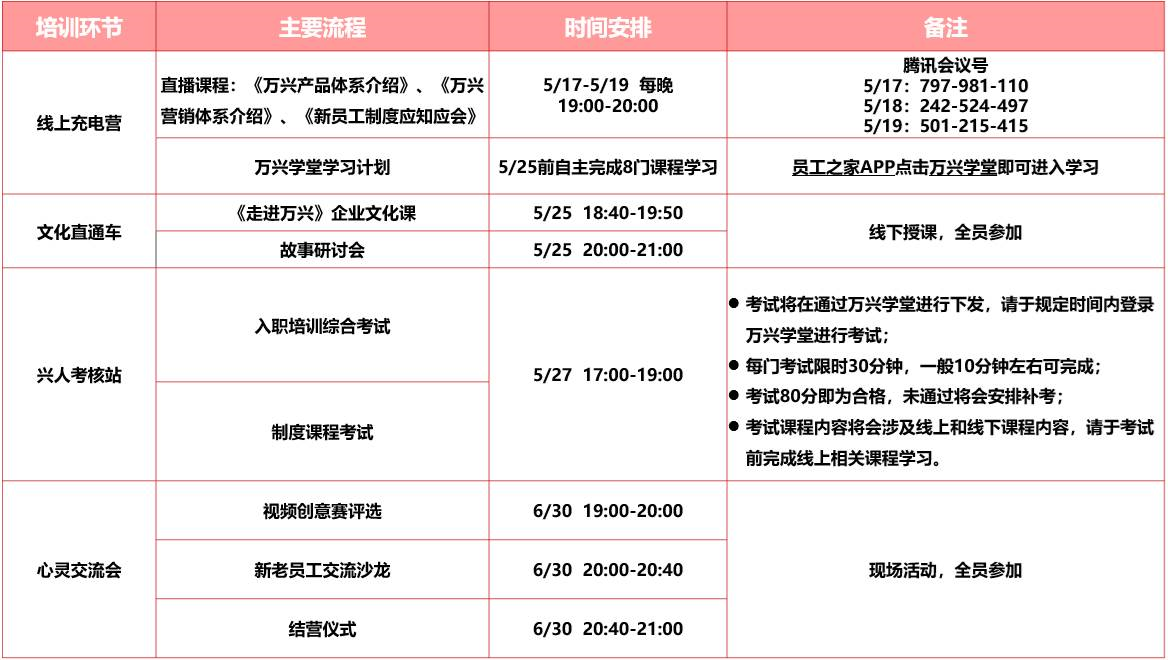 培训环节
主要流程
时间安排
备注
线上充电营
直播课程：《万兴产品体系介绍》、《万兴
营销体系介绍》、《新员工制度应知应会》
5/17-5/19 每晚
19:00-20:00
腾讯会议号
5/17：797-981-110
5/18：242-524-497
5/19：501-215-415
万兴学堂学习计划
5/25前自主完成8门课程学习
员工之家APP点击万兴学堂即可进入学习
文化直通车
《走进万兴》企业文化课
5/25 18:40-19:50
故事研讨会
5/25 20:00-21:00
线下授课，全员参加
兴人考核站
入职培训综合考试
制度课程考试
5/27 17:00-19:00
● 考试将在通过万兴学堂进行下发，请于规定时间内登录
万兴学堂进行考试；
● 每门考试限时30分钟，一般10分钟左右可完成；
● 考试80分即为合格，未通过将会安排补考；
● 考试课程内容将会涉及线上和线下课程内容，请于考试
前完成线上相关课程学习。
心灵交流会
视频创意赛评选
6/30 19:00-20:00
新老员工交流沙龙
6/30 20:00-20:40
结营仪式
6/30 20:40-21:00
现场活动，全员参加